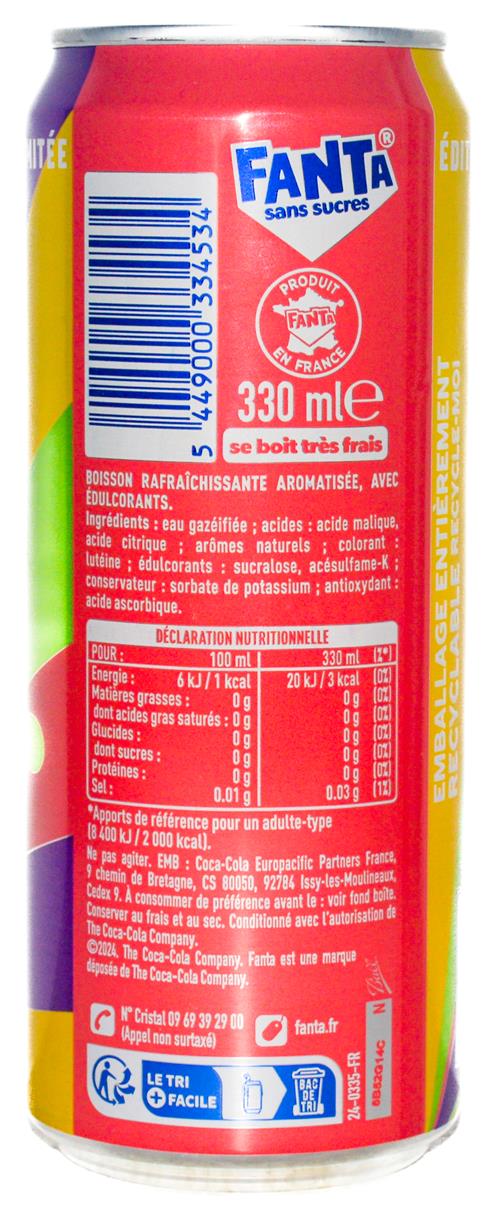 MITÉE
ÉDIT
FANTA®
sans sucres
PRODUIT
FANTA
EN FRANCE
330 ml e
se boit très frais
5 449000 334534
BOISSON RAFRAÎCHISSANTE AROMATISÉE, AVEC
ÉDULCORANTS.
Ingrédients : eau gazéifiée ; acides : acide malique,
acide citrique ; arômes naturels ; colorant :
lutéine ; édulcorants : sucralose, acésulfame-K ;
conservateur : sorbate de potassium ; antioxydant :
acide ascorbique.
DÉCLARATION NUTRITIONNELLE
POUR : 100 ml 330 ml (%*)
Energie : 6 kJ / 1 kcal 20 kJ / 3 kcal (0%)
Matières grasses : 0 g 0 g (0%)
dont acides gras saturés : 0 g 0 g (0%)
Glucides : 0 g 0 g (0%)
dont sucres : 0 g 0 g (0%)
Protéines : 0 g 0 g (0%)
Sel : 0.01 g 0.03 g (1%)
*Apports de référence pour un adulte-type
(8 400 kJ / 2 000 kcal).
Ne pas agiter. EMB : Coca-Cola Europacific Partners France,
9 chemin de Bretagne, CS 80050, 92784 Issy-les-Moulineaux,
Cedex 9. À consommer de préférence avant le : voir fond boîte.
Conserver au frais et au sec. Conditionné avec l'autorisation de
The Coca-Cola Company.
©2024. The Coca-Cola Company. Fanta est une marque
déposée de The Coca-Cola Company.
N° Cristal 09 69 39 29 00
(Appel non surtaxé)
fanta.fr
LE TRI
+ FACILE
BAC
DE
TRI
24-0335-FR
6B52G14C
N
EMBALLAGE ENTIÈREMENT
RECYCLABLE RECYCLE-MOI